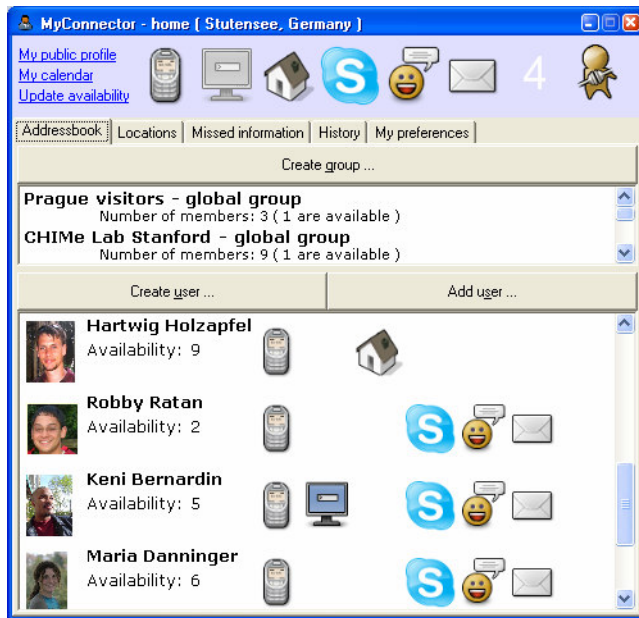 MyConnector - home ( Stutensee, Germany )
My public profile
My calendar
Update availability
4
Addressbook Locations Missed information History My preferences
Create group ...
Prague visitors - global group
Number of members: 3 ( 1 are available )
CHIMe Lab Stanford - global group
Number of members: 9 ( 1 are available )
Create user ... Add user ...
Hartwig Holzapfel
Availability: 9
Robby Ratan
Availability: 2
Keni Bernardin
Availability: 5
Maria Danninger
Availability: 6